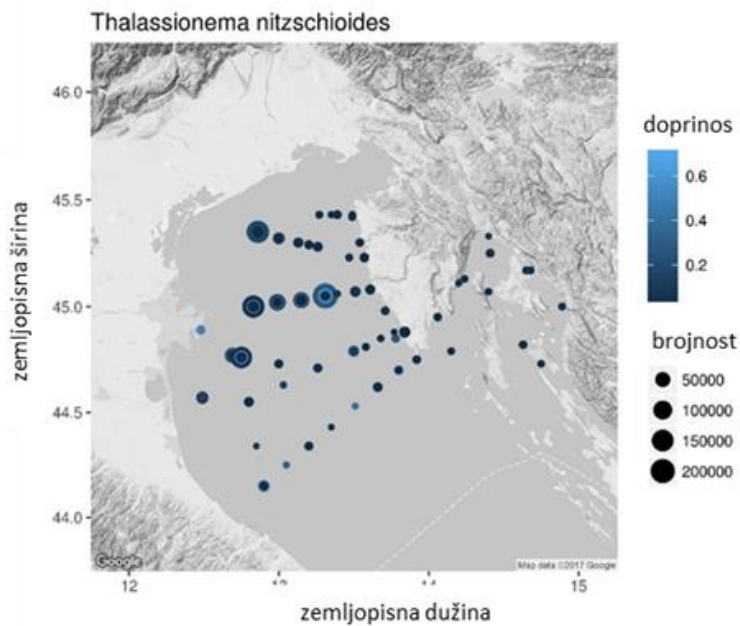 Thalassionema nitzschioides
46.0
45.5
45.0
44.5
44.0
zemljopisna širina
12
14
15
zemljopisna dužina
Google
Map data ©2017 Google
doprinos
0.6
0.4
0.2
brojnost
50000
100000
150000
200000